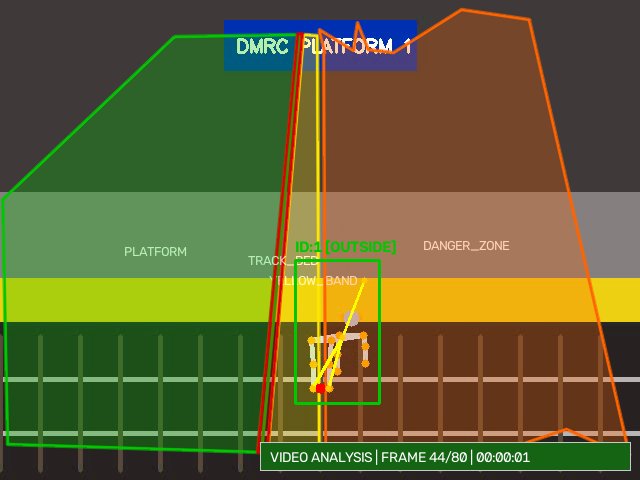 DMRC PLATFORM 1
ID:1 [OUTSIDE]
PLATFORM
DANGER_ZONE
TRACK_BED
YELLOW_BAND
VIDEO ANALYSIS | FRAME 44/80 | 00:00:01